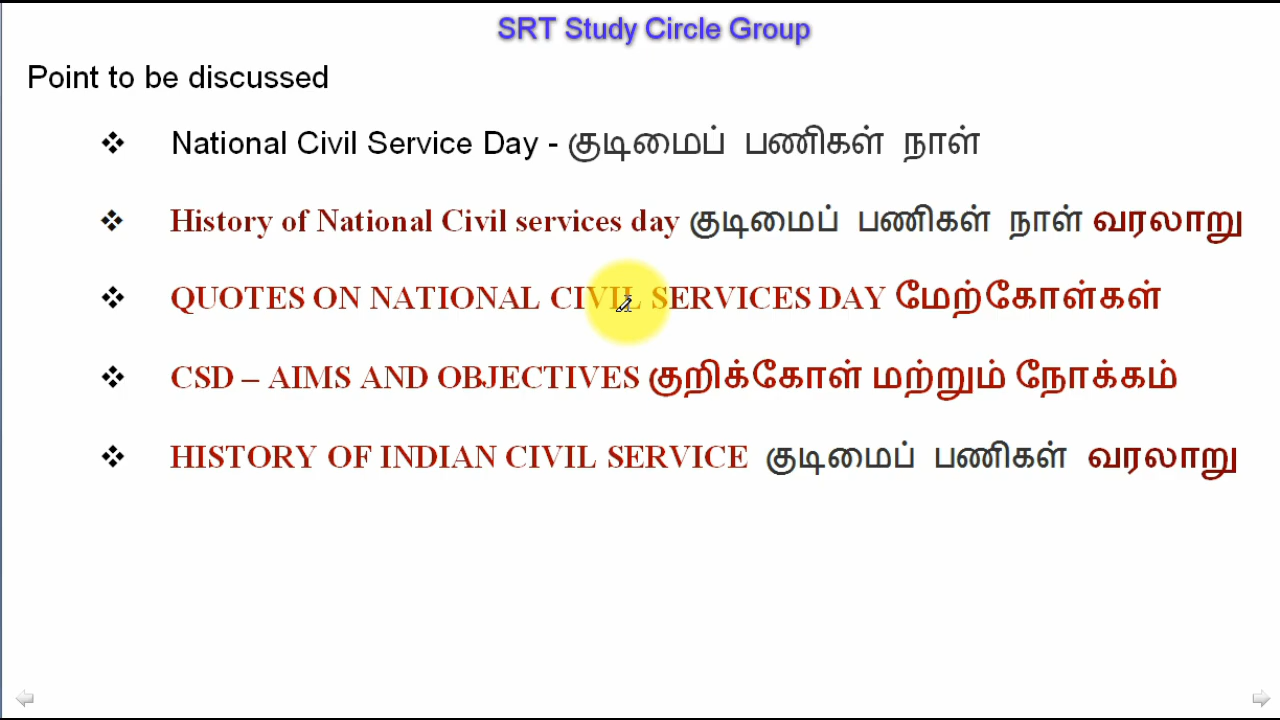 SRT Study Circle Group
Point to be discussed
❖ National Civil Service Day - குடிமைப் பணிகள் நாள்
❖ History of National Civil services day குடிமைப் பணிகள் நாள் வரலாறு
❖ QUOTES ON NATIONAL CIVIL SERVICES DAY மேற்கோள்கள்
❖ CSD – AIMS AND OBJECTIVES குறிக்கோள் மற்றும் நோக்கம்
❖ HISTORY OF INDIAN CIVIL SERVICE குடிமைப் பணிகள் வரலாறு